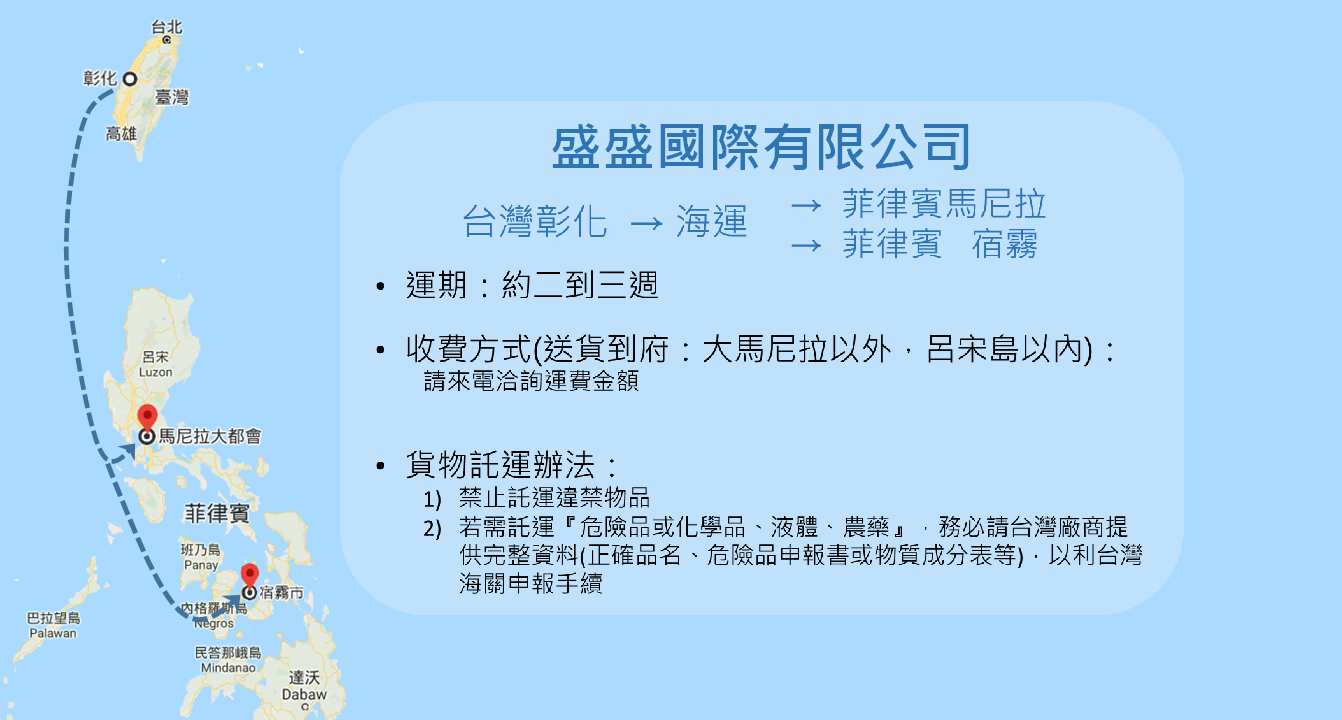 台北
彰化
臺灣
高雄
盛盛國際有限公司
台灣彰化 → 海運
→ 菲律賓馬尼拉
→ 菲律賓 宿霧
• 運期：約二到三週
• 收費方式(送貨到府：大馬尼拉以外，呂宋島以內)：
請來電洽詢運費金額
• 貨物託運辦法：
1) 禁止託運違禁物品
2) 若需託運『危險品或化學品、液體、農藥』，務必請台灣廠商提
供完整資料(正確品名、危險品申報書或物質成分表等)，以利台灣
海關申報手續
呂宋
Luzon
馬尼拉大都會
菲律賓
班乃島
Panay
宿霧市
內格羅斯島
Negros
巴拉望島
Palawan
民答那峨島
Mindanao
達沃
Dabaw